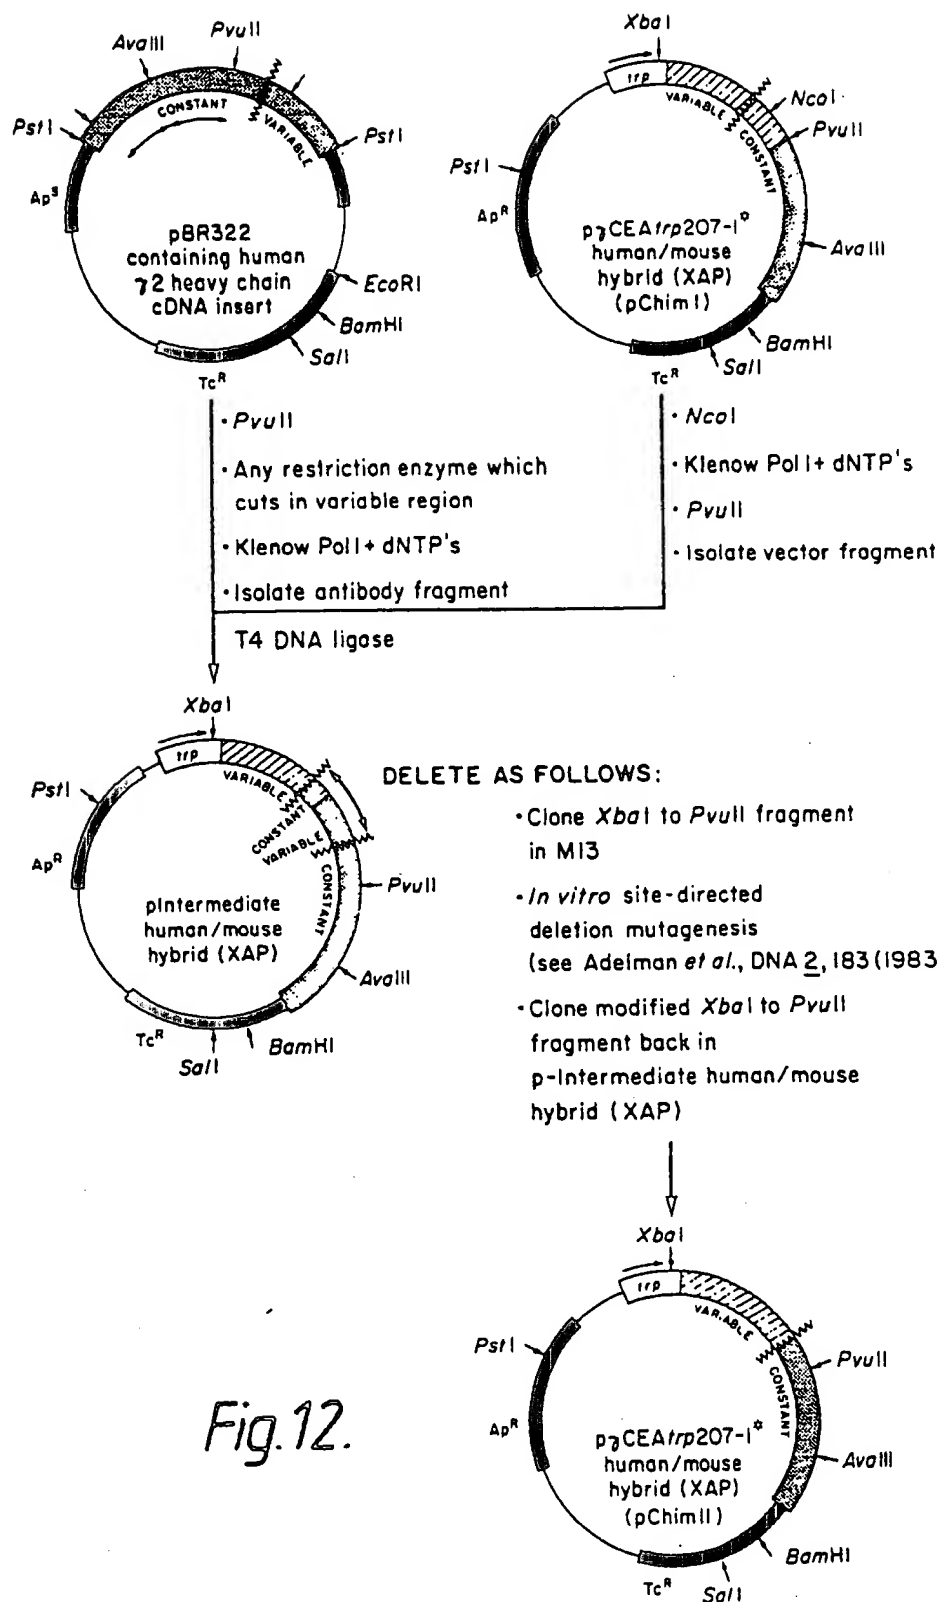 PvuII
AvaIII
PstI
CONSTANT
VARIABLE
PstI
Ap^S
pBR322
containing human
γ2 heavy chain
cDNA insert
EcoRI
BamHI
SalI
Tc^R
XbaI
trp
VARIABLE
CONSTANT
NcoI
PvuII
PstI
Ap^R
pγCEAtrp207-1*
human/mouse
hybrid (XAP)
(pChimI)
AvaIII
BamHI
SalI
Tc^R
· PvuII
· Any restriction enzyme which
cuts in variable region
· Klenow Pol I + dNTP's
· Isolate antibody fragment
· NcoI
· Klenow Pol I + dNTP's
· PvuII
· Isolate vector fragment
T4 DNA ligase
XbaI
trp
VARIABLE
CONSTANT
VARIABLE
CONSTANT
PstI
Ap^R
pIntermediate
human/mouse
hybrid (XAP)
PvuII
AvaIII
BamHI
SalI
Tc^R
DELETE AS FOLLOWS:
· Clone XbaI to PvuII fragment
in M13
· In vitro site-directed
deletion mutagenesis
(see Adelman et al., DNA 2, 183(1983
· Clone modified XbaI to PvuII
fragment back in
p-Intermediate human/mouse
hybrid (XAP)
XbaI
trp
VARIABLE
CONSTANT
PstI
Ap^R
pγCEAtrp207-1*
human/mouse
hybrid (XAP)
(pChimII)
PvuII
AvaIII
BamHI
SalI
Tc^R
Fig.12.